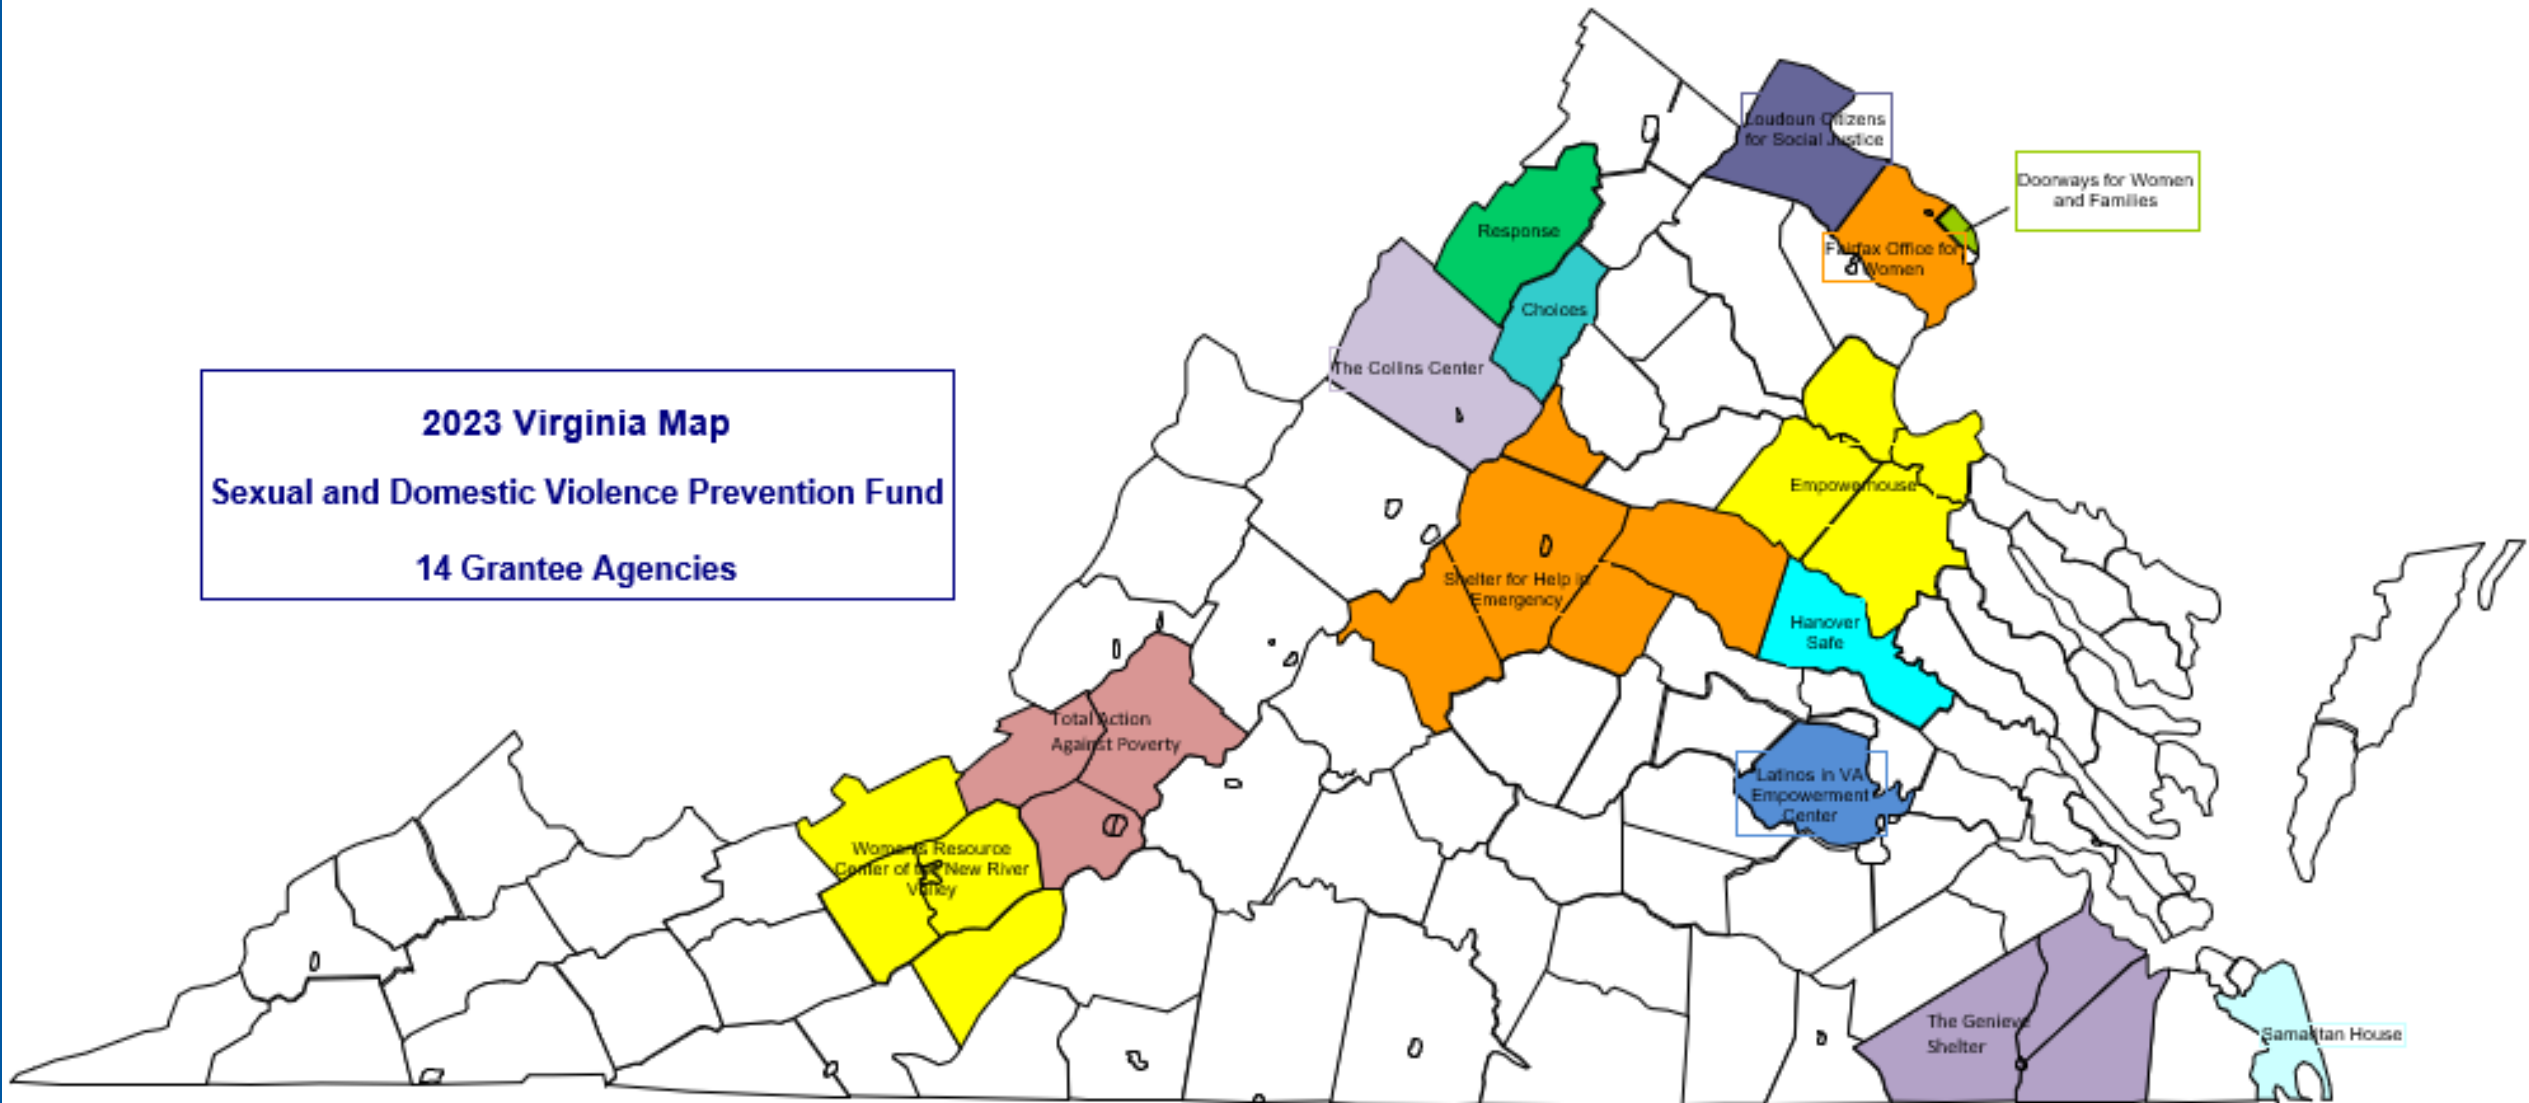 2023 Virginia Map
Sexual and Domestic Violence Prevention Fund
14 Grantee Agencies
Loudoun Citizens
for Social Justice
Doorways for Women
and Families
Response
Fairfax Office for
Women
Choices
The Collins Center
Empowerhouse
Shelter for Help in
Emergency
Hanover
Safe
Total Action
Against Poverty
Latinos in VA
Empowerment
Center
Women's Resource
Center of the New River
Valley
The Genieve
Shelter
Samaritan House